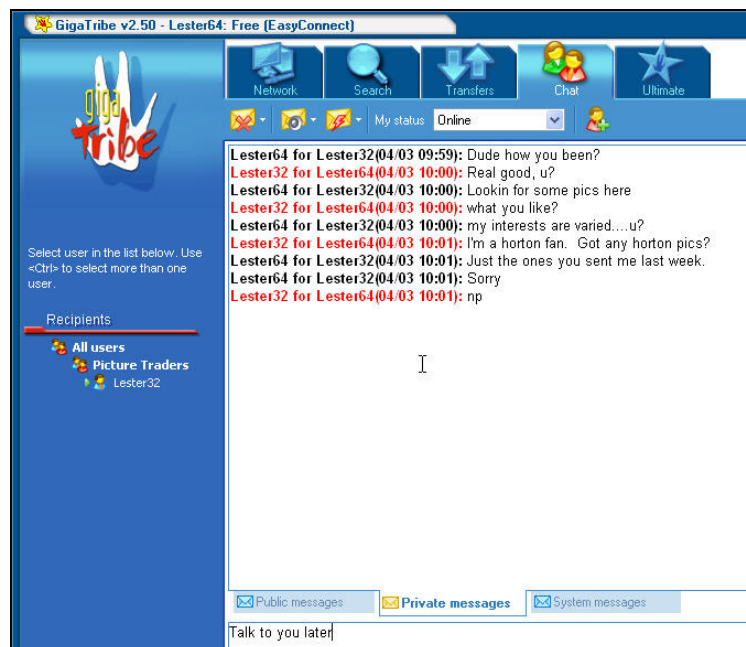 GigaTribe v2.50 - Lester64: Free (EasyConnect)
giga
Tribe
Network
Search
Transfers
Chat
Ultimate
My status
Online
Lester64 for Lester32(04/03 09:59): Dude how you been?
Lester32 for Lester64(04/03 10:00): Real good, u?
Lester64 for Lester32(04/03 10:00): Lookin for some pics here
Lester32 for Lester64(04/03 10:00): what you like?
Lester64 for Lester32(04/03 10:00): my interests are varied....u?
Lester32 for Lester64(04/03 10:01): I'm a horton fan.  Got any horton pics?
Lester64 for Lester32(04/03 10:01): Just the ones you sent me last week.
Lester64 for Lester32(04/03 10:01): Sorry
Lester32 for Lester64(04/03 10:01): np
Select user in the list below. Use
<Ctrl> to select more than one
user.
Recipients
All users
Picture Traders
Lester32
Public messages
Private messages
System messages
Talk to you later